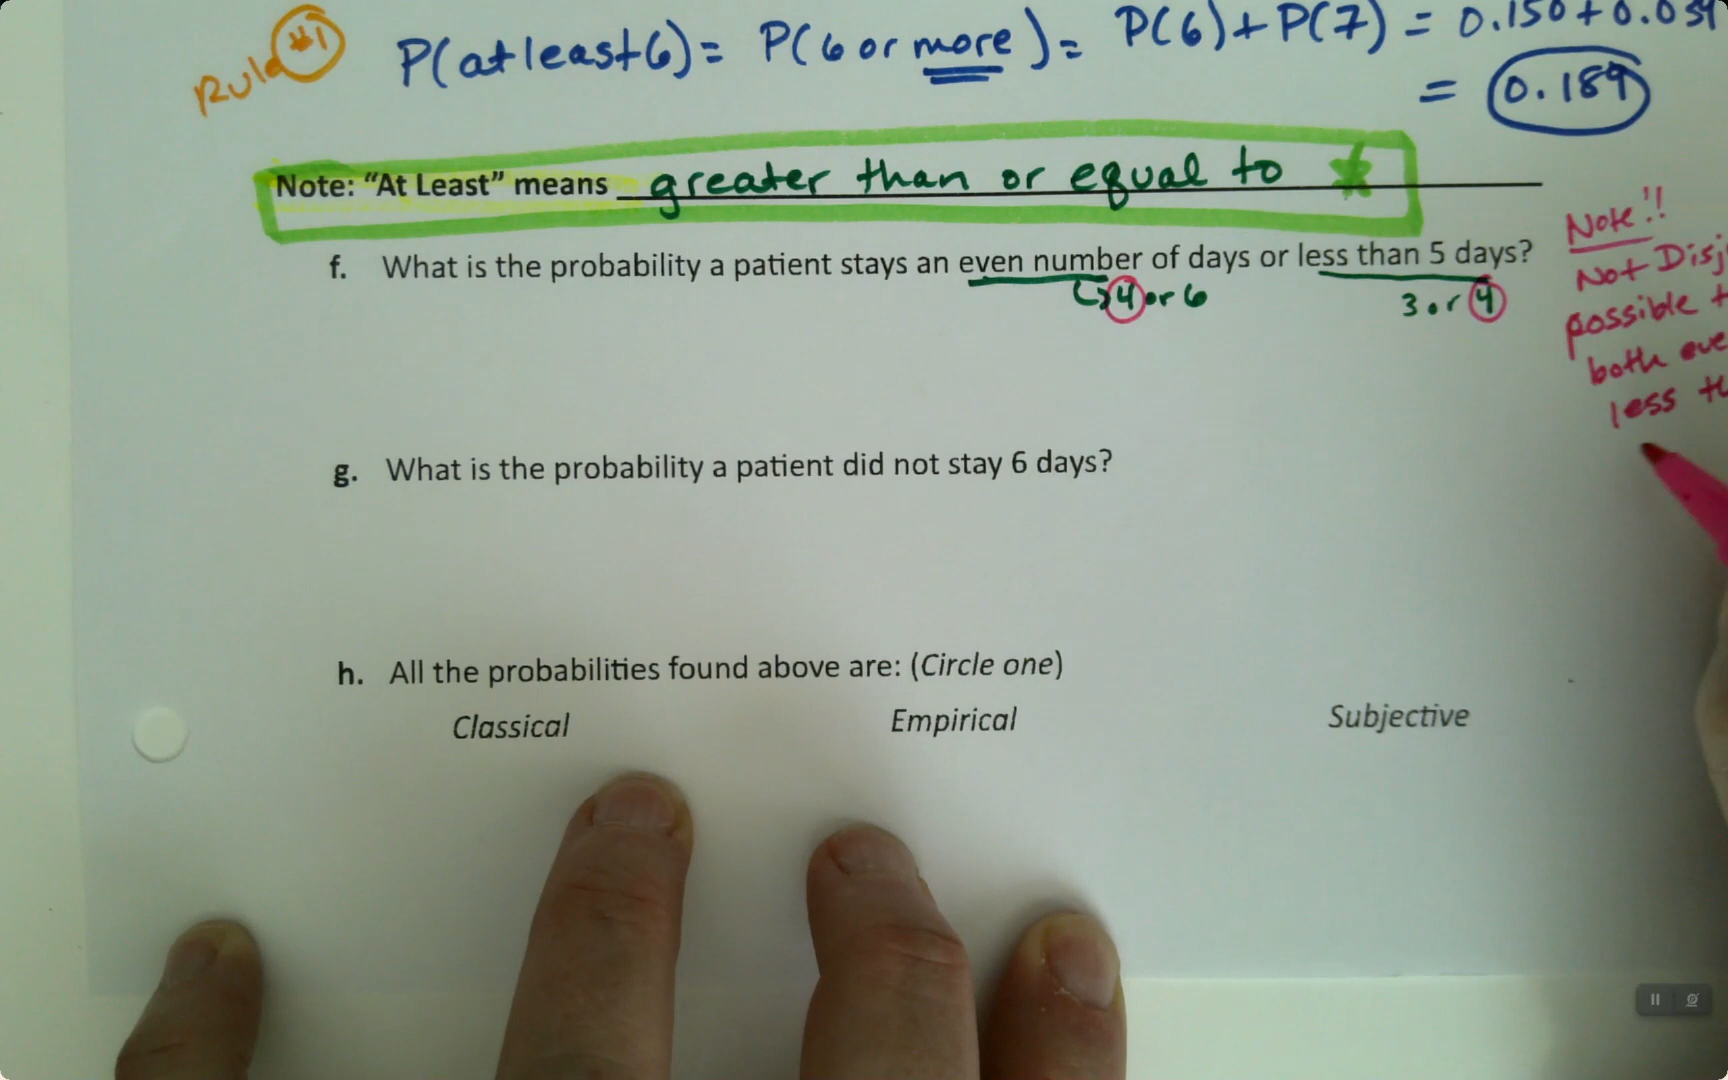 Rule #1
P(at least 6) = P(6 or more) = P(6) + P(7) = 0.150 + 0.039
= 0.189
Note: “At Least” means greater than or equal to *
f. What is the probability a patient stays an even number of days or less than 5 days?
↳ 4 or 6
3 or 4
Note!!
Not Disj
possible t
both eve
less th
g. What is the probability a patient did not stay 6 days?
h. All the probabilities found above are: (Circle one)
Classical Empirical Subjective